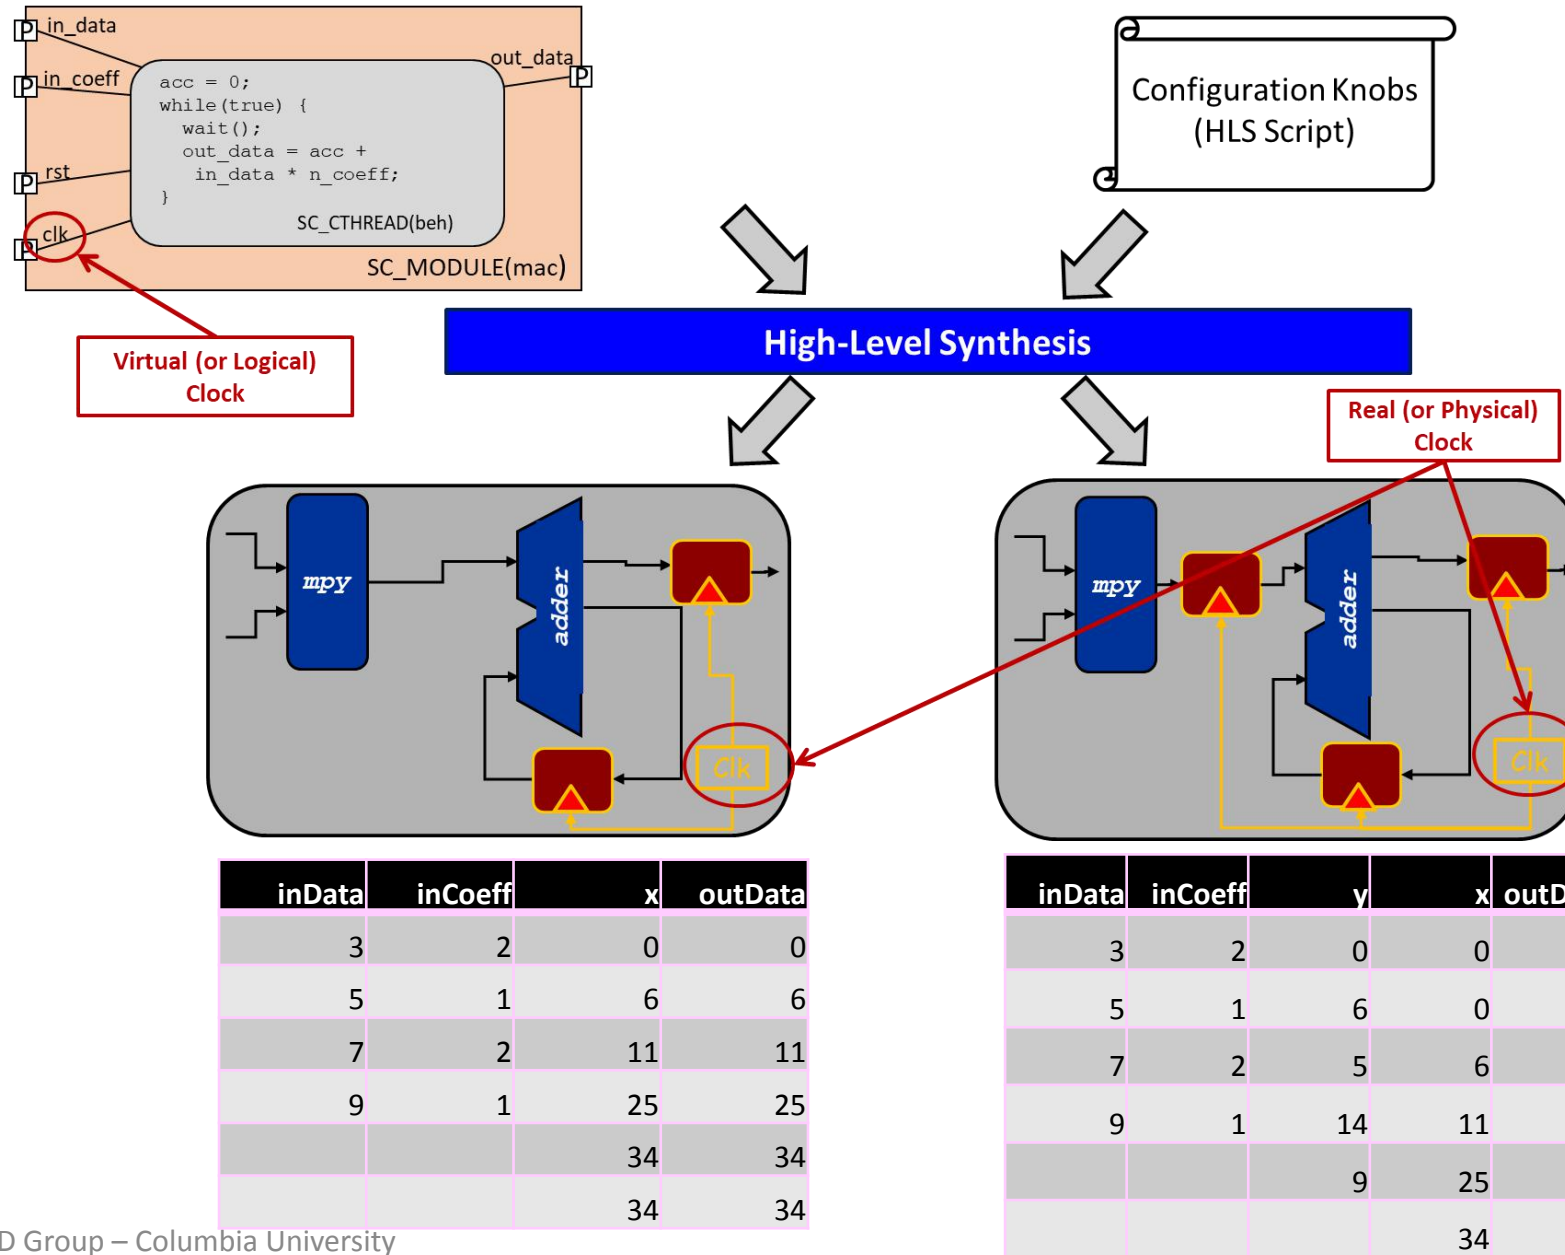 P in_data
P in_coeff
P rst
P clk
out_data P
acc = 0;
while(true) {
wait();
out_data = acc +
in_data * n_coeff;
}
SC_CTHREAD(beh)
SC_MODULE(mac)
Configuration Knobs
(HLS Script)
Virtual (or Logical)
Clock
High-Level Synthesis
Real (or Physical)
Clock
mpy
adder
Clk
mpy
adder
Clk
inData inCoeff x outData
3 2 0 0
5 1 6 6
7 2 11 11
9 1 25 25
34 34
34 34
inData inCoeff y x outD
3 2 0 0
5 1 6 0
7 2 5 6
9 1 14 11
9 25
34
D Group – Columbia University